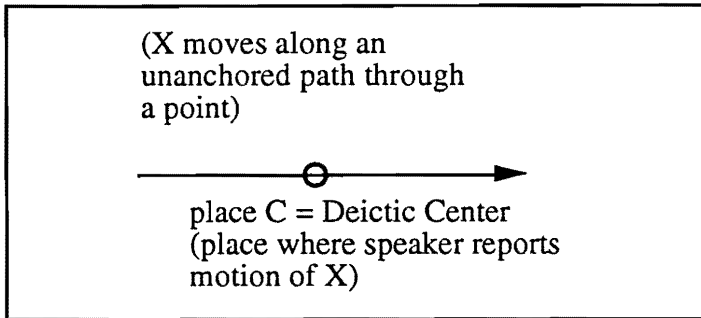 (X moves along an
unanchored path through
a point)
place C = Deictic Center
(place where speaker reports
motion of X)